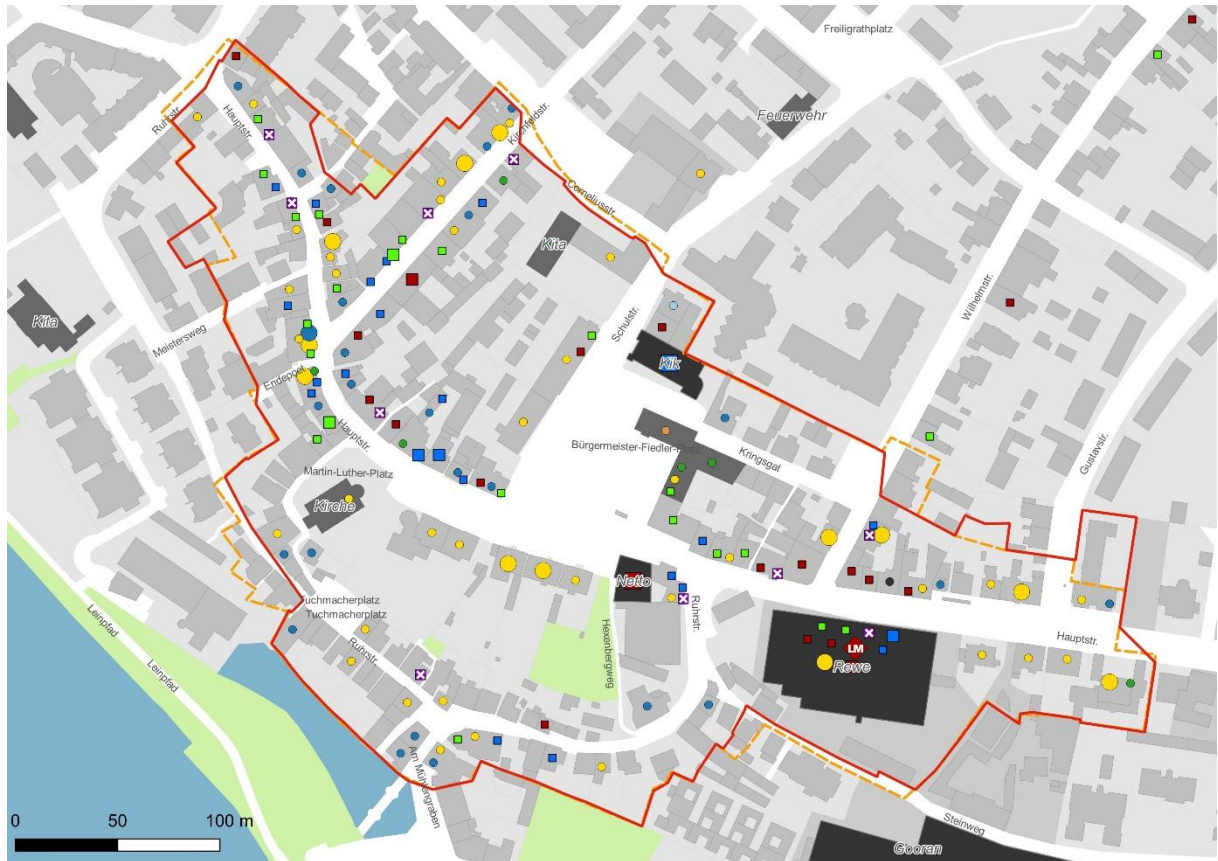 Freiligrathplatz
Ruhrstr.
Hauptstr.
Kirchfeldstr.
Feuerwehr
Corneliusstr.
Kita
Kita
Wilhelmstr.
Schulstr.
Meistersweg
Kik
Endepoet
Gustavstr.
Hauptstr.
Bürgermeister-Fiedler-Platz
Kringsgat
Martin-Luther-Platz
Kirche
Netto
Tuchmacherplatz
Tuchmacherplatz
Leinpfad
Ruhrstr.
Hexenbergweg
Ruhrstr.
Hauptstr.
LM
Rewe
Leinpfad
Am Mühlengraben
Steinweg
0 50 100 m